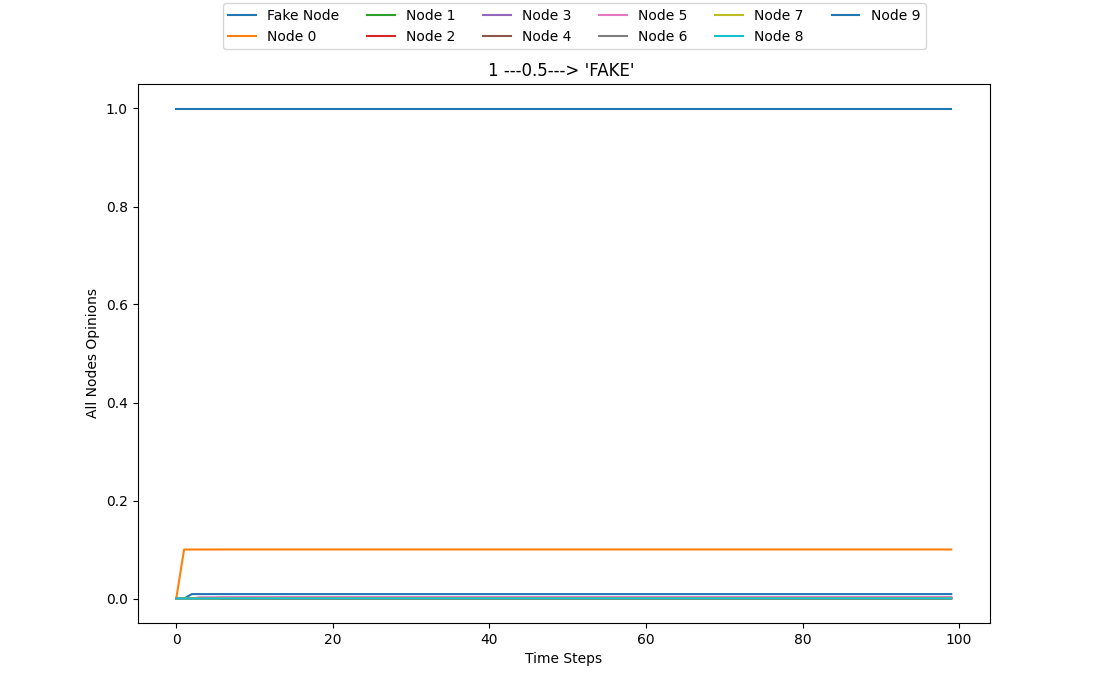 Fake Node Node 1 Node 3 Node 5 Node 7 Node 9
Node 0 Node 2 Node 4 Node 6 Node 8
1 ---0.5---> 'FAKE'
1.0
0.8
0.6
0.4
0.2
0.0
All Nodes Opinions
0 20 40 60 80 100
Time Steps